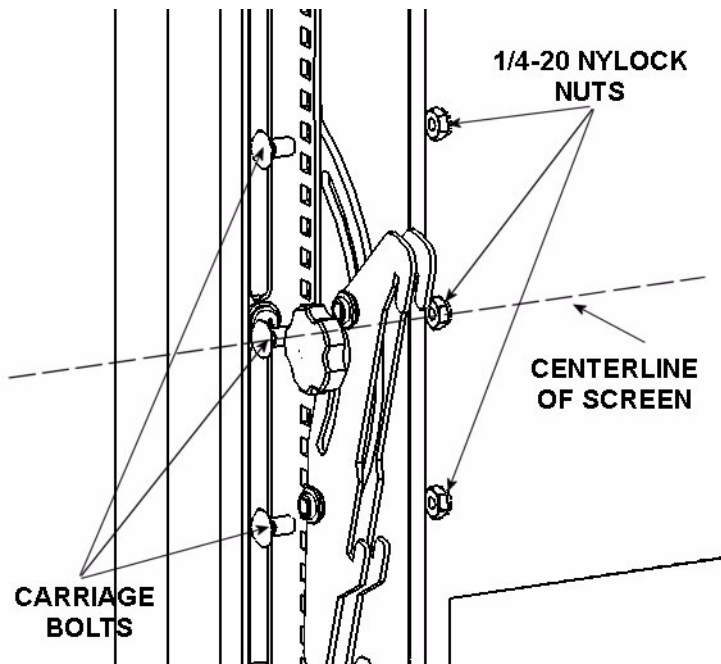 1/4-20 NYLOCK
NUTS
CENTERLINE
OF SCREEN
CARRIAGE
BOLTS